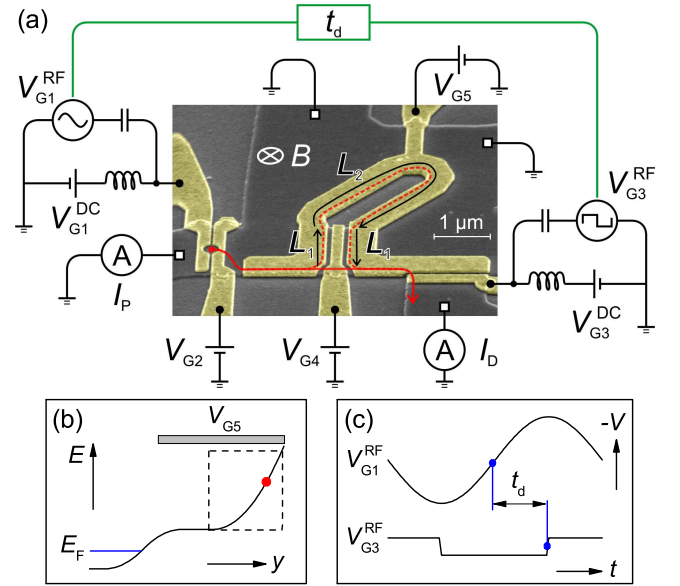 (a)
t_d
V_G1^RF
V_G5
B
L_2
V_G3^RF
V_G1^DC
L_1
L_1
1 μm
A
I_P
V_G3^DC
V_G2
V_G4
A
I_D
(b)
V_G5
E
E_F
y
(c)
-V
V_G1^RF
t_d
V_G3^RF
t